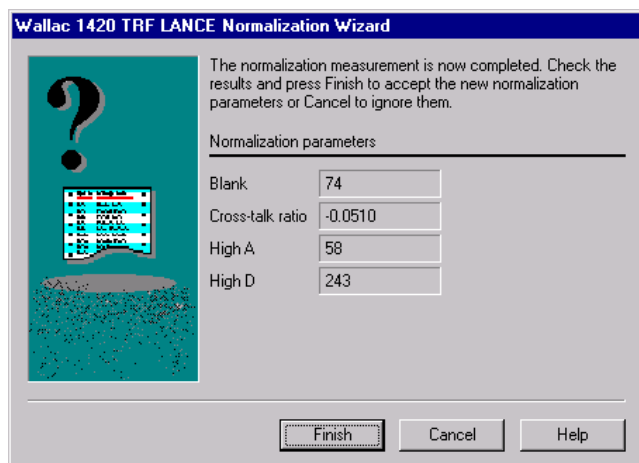 Wallac 1420 TRF LANCE Normalization Wizard
The normalization measurement is now completed. Check the
results and press Finish to accept the new normalization
parameters or Cancel to ignore them.
Normalization parameters
Blank 74
Cross-talk ratio -0.0510
High A 58
High D 243
Finish Cancel Help